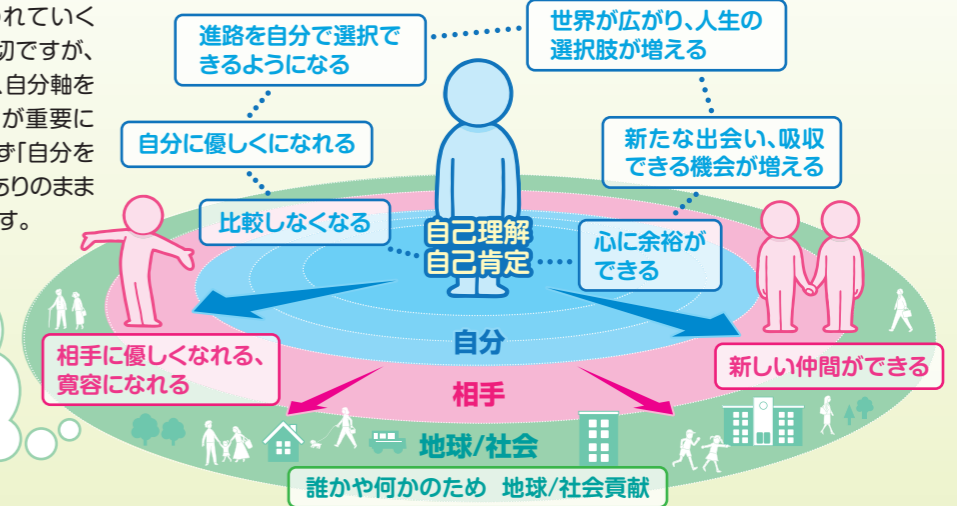 れていく
切ですが、
、自分軸を
が重要に
ず「自分を
ありのまま
す。
進路を自分で選択で
きるようになる
世界が広がり、人生の
選択肢が増える
自分に優しくになれる
新たな出会い、吸収
できる機会が増える
比較しなくなる
自己理解
自己肯定
心に余裕が
できる
自分
相手に優しくなれる、
寛容になれる
新しい仲間ができる
相手
地球/社会
誰かや何かのため 地球/社会貢献